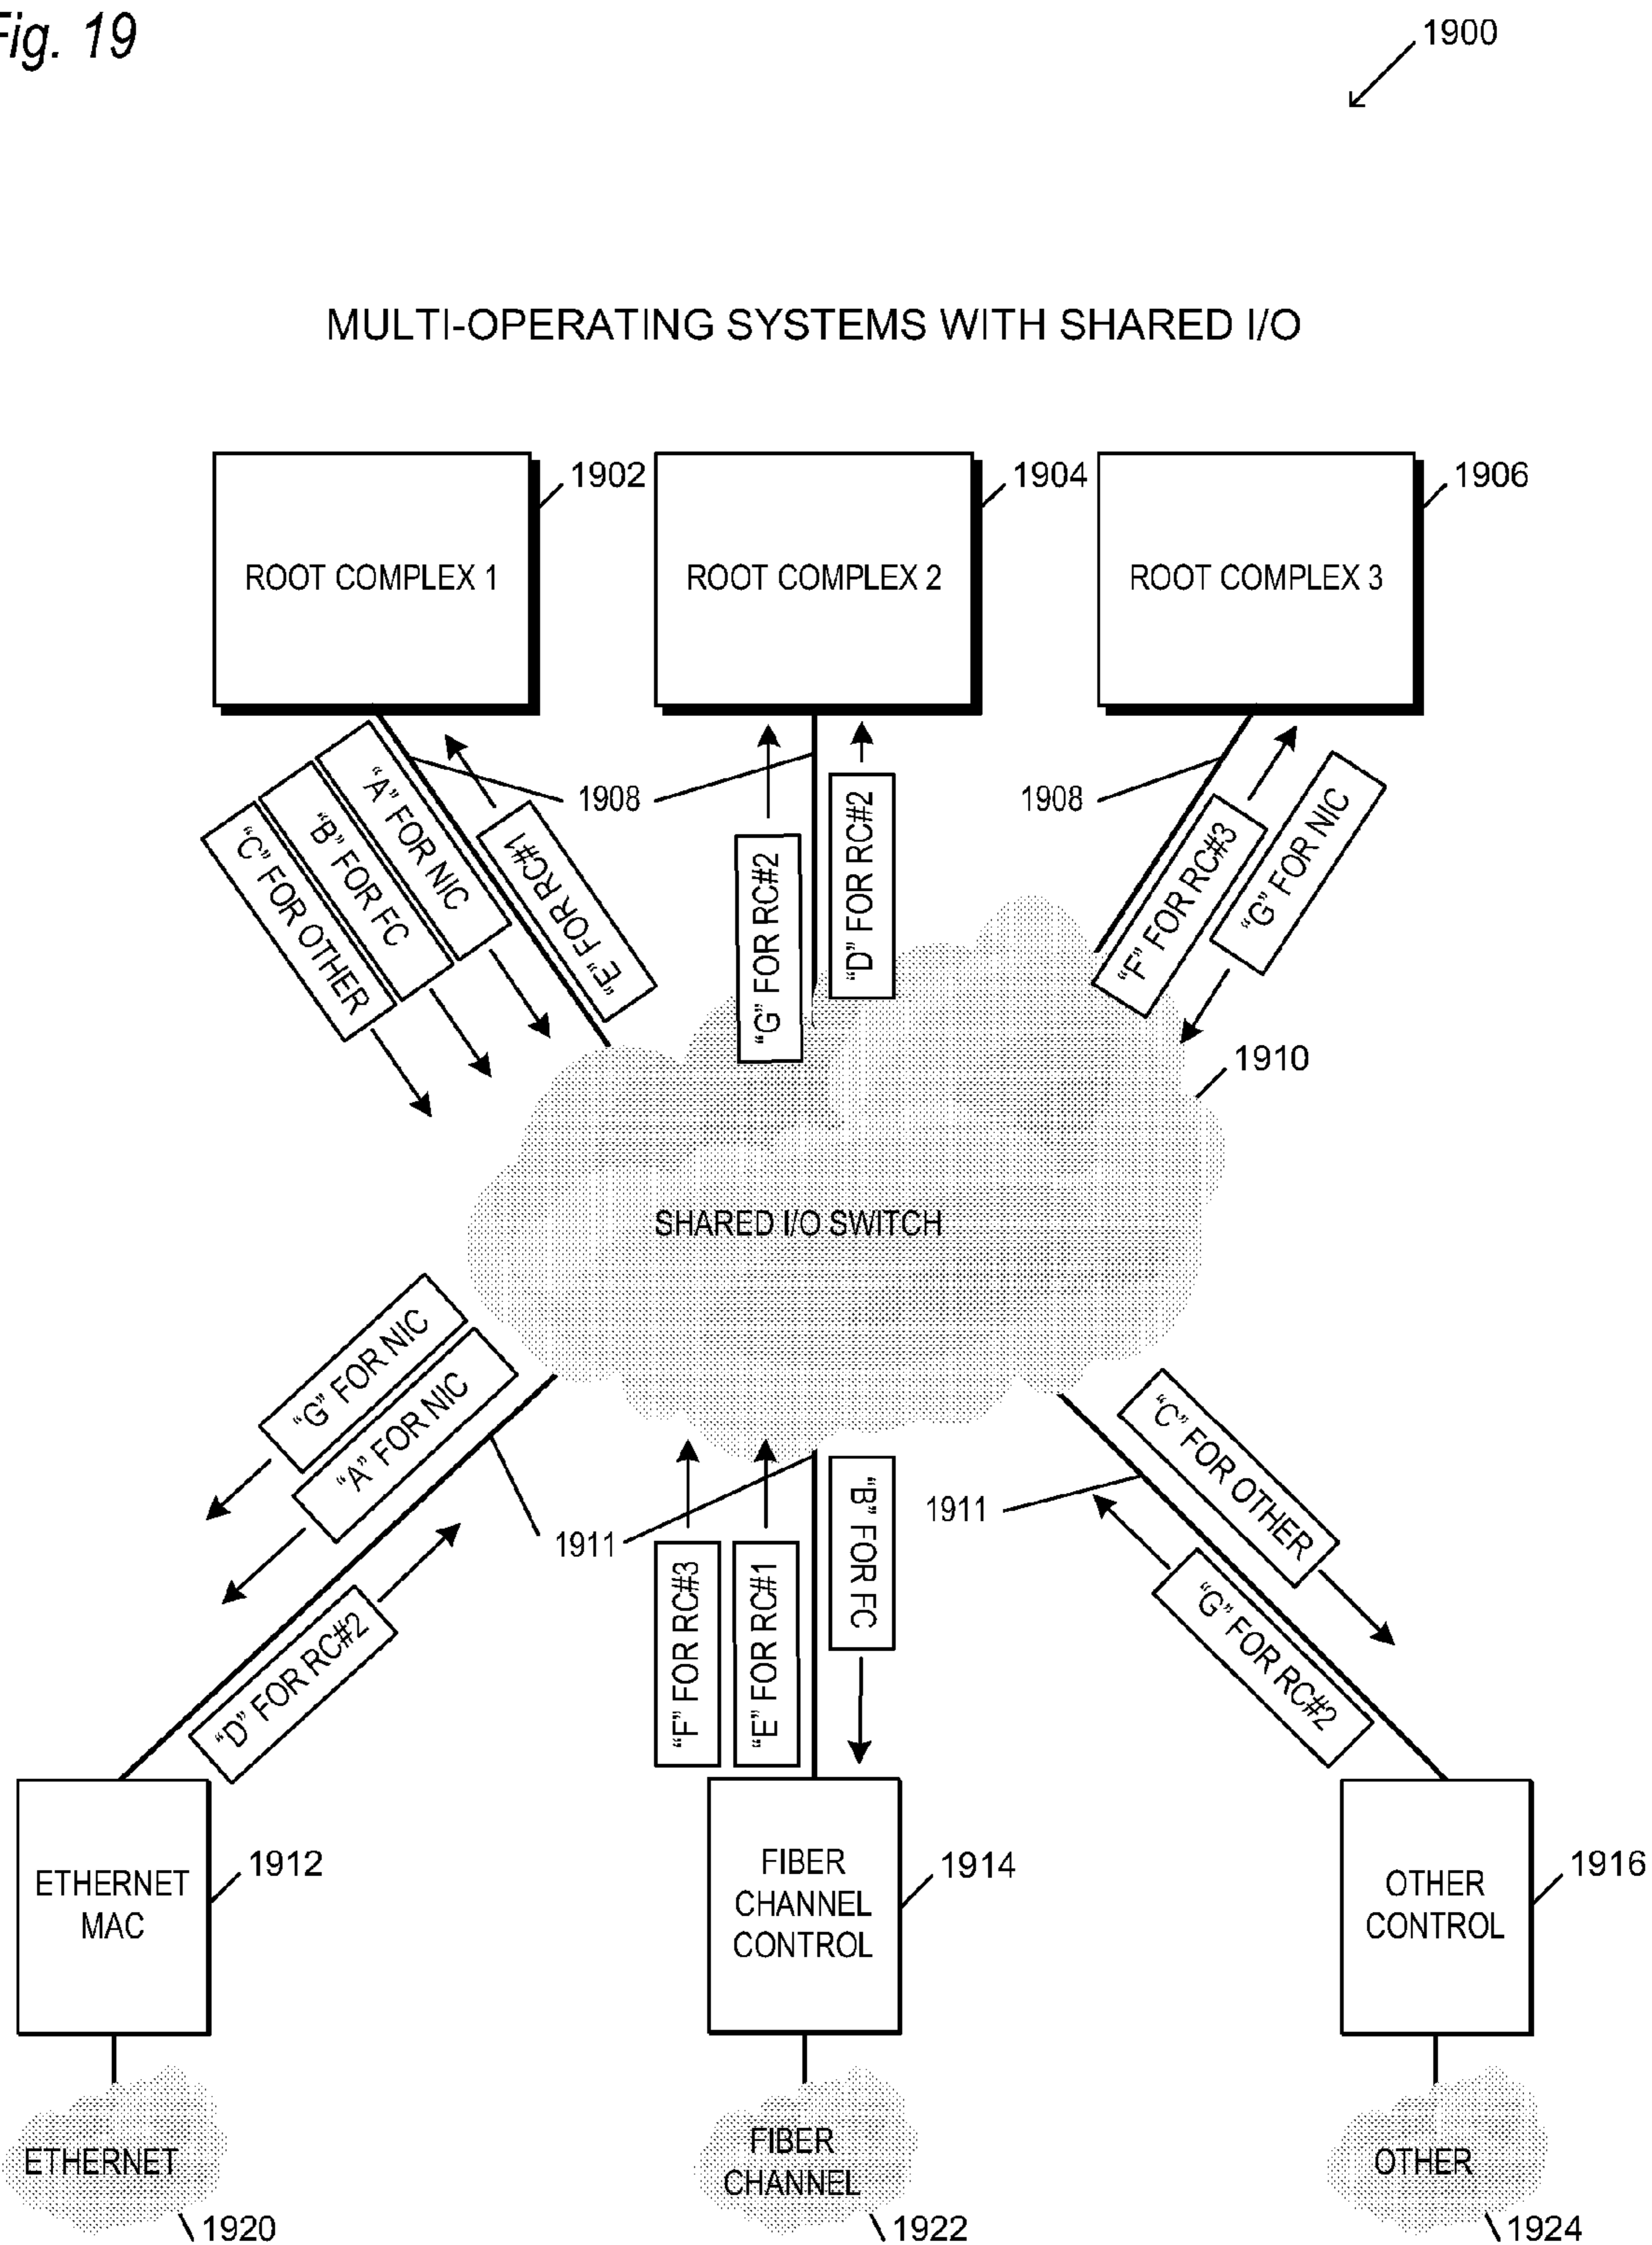 Fig. 19
1900
MULTI-OPERATING SYSTEMS WITH SHARED I/O
1902
1904
1906
ROOT COMPLEX 1
ROOT COMPLEX 2
ROOT COMPLEX 3
1908
1908
“A” FOR NIC
“B” FOR FC
“C” FOR OTHER
“E” FOR RC#1
“G” FOR RC#2
“D” FOR RC#2
“F” FOR RC#3
“G” FOR NIC
1910
SHARED I/O SWITCH
“G” FOR NIC
“A” FOR NIC
“D” FOR RC#2
1911
“F” FOR RC#3
“E” FOR RC#1
“B” FOR FC
1911
“C” FOR OTHER
“G” FOR RC#2
1912
1914
1916
ETHERNET
MAC
FIBER
CHANNEL
CONTROL
OTHER
CONTROL
ETHERNET
FIBER
CHANNEL
OTHER
1920
1922
1924